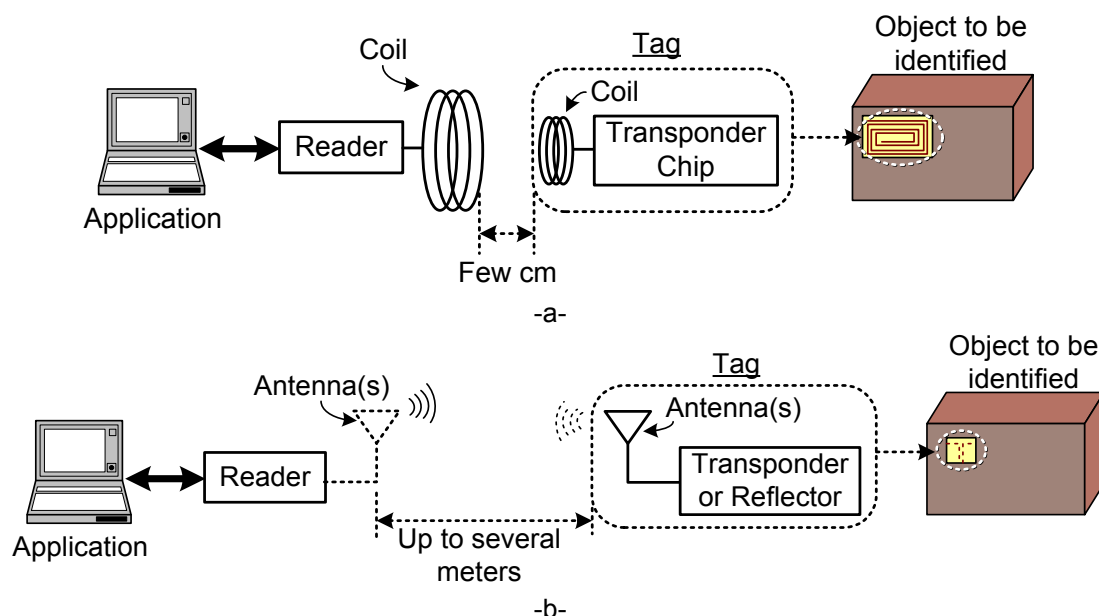 Object to be
identified
Tag
Coil
Coil
Reader
Transponder
Chip
Application
Few cm
-a-
Object to be
identified
Tag
Antenna(s)
Antenna(s)
Reader
Transponder
or Reflector
Application
Up to several
meters
-b-